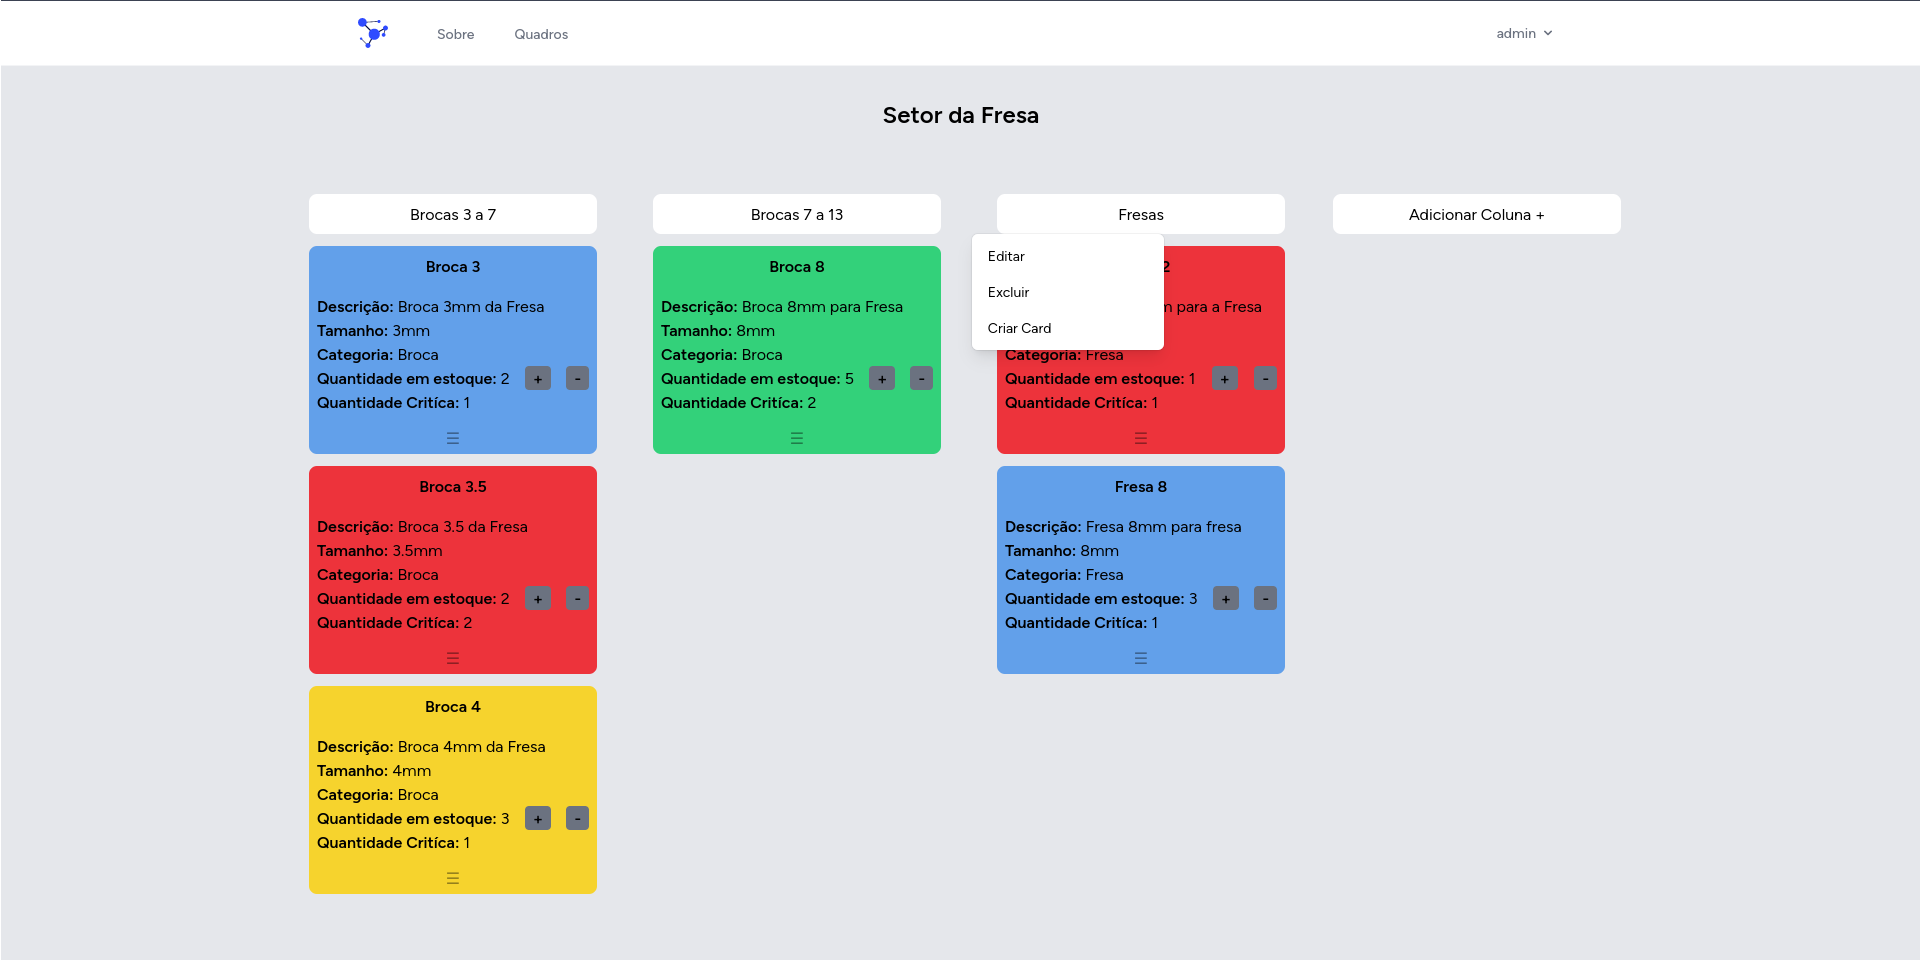 Sobre
Quadros
admin
Setor da Fresa
Brocas 3 a 7
Brocas 7 a 13
Fresas
Adicionar Coluna +
Broca 3
Descrição: Broca 3mm da Fresa
Tamanho: 3mm
Categoria: Broca
Quantidade em estoque: 2 + -
Quantidade Critíca: 1
Broca 3.5
Descrição: Broca 3.5 da Fresa
Tamanho: 3.5mm
Categoria: Broca
Quantidade em estoque: 2 + -
Quantidade Critíca: 2
Broca 4
Descrição: Broca 4mm da Fresa
Tamanho: 4mm
Categoria: Broca
Quantidade em estoque: 3 + -
Quantidade Critíca: 1
Broca 8
Descrição: Broca 8mm para Fresa
Tamanho: 8mm
Categoria: Broca
Quantidade em estoque: 5 + -
Quantidade Critíca: 2
Editar
Excluir
Criar Card
2
para a Fresa
Categoria: Fresa
Quantidade em estoque: 1 + -
Quantidade Critíca: 1
Fresa 8
Descrição: Fresa 8mm para fresa
Tamanho: 8mm
Categoria: Fresa
Quantidade em estoque: 3 + -
Quantidade Critíca: 1